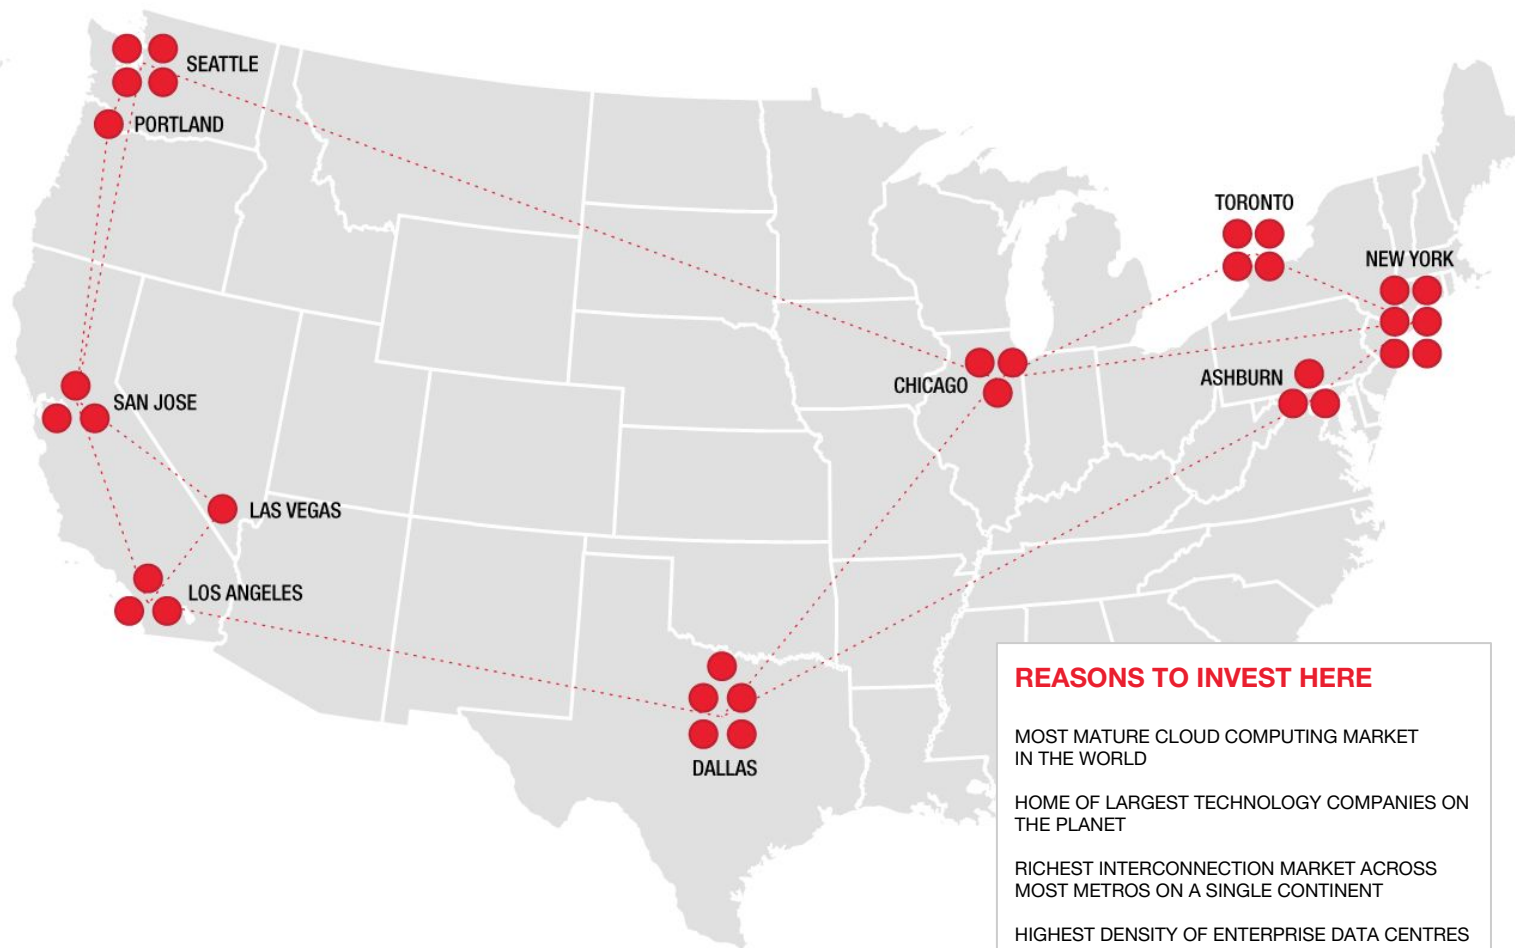 SEATTLE
PORTLAND
TORONTO
NEW YORK
CHICAGO
ASHBURN
SAN JOSE
LAS VEGAS
LOS ANGELES
DALLAS
REASONS TO INVEST HERE
MOST MATURE CLOUD COMPUTING MARKET
IN THE WORLD
HOME OF LARGEST TECHNOLOGY COMPANIES ON
THE PLANET
RICHEST INTERCONNECTION MARKET ACROSS
MOST METROS ON A SINGLE CONTINENT
HIGHEST DENSITY OF ENTERPRISE DATA CENTRES